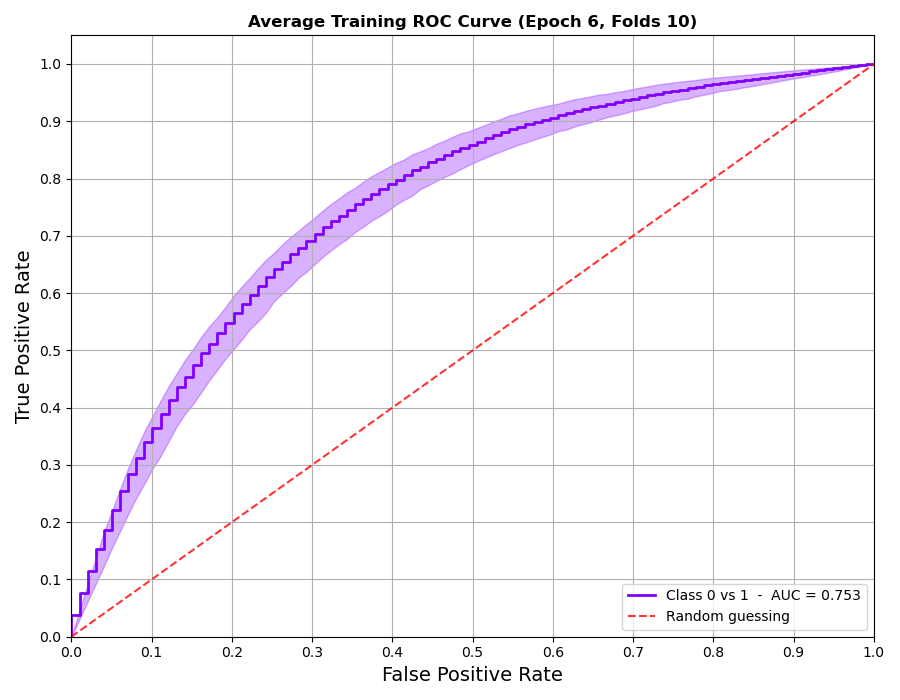 Average Training ROC Curve (Epoch 6, Folds 10)
True Positive Rate
1.0
0.9
0.8
0.7
0.6
0.5
0.4
0.3
0.2
0.1
0.0
Class 0 vs 1 - AUC = 0.753
Random guessing
0.0 0.1 0.2 0.3 0.4 0.5 0.6 0.7 0.8 0.9 1.0
False Positive Rate